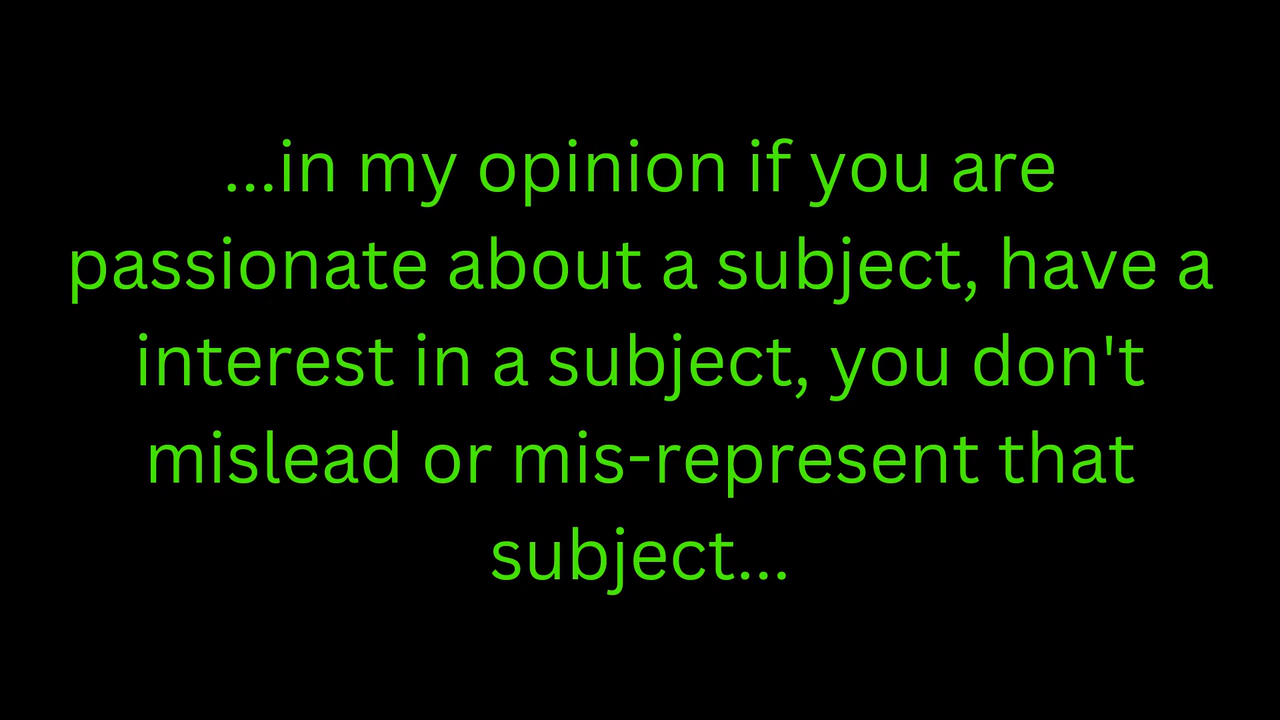 ...in my opinion if you are
passionate about a subject, have a
interest in a subject, you don't
mislead or mis-represent that
subject...